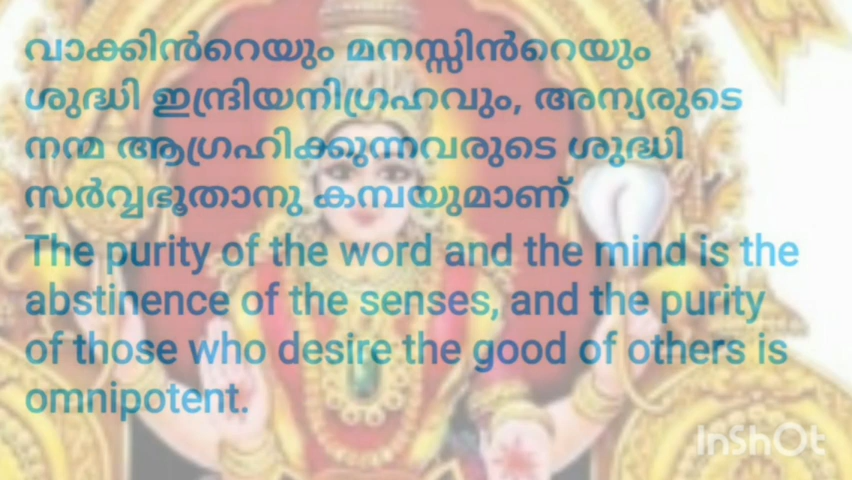 വാക്കിൻറെയും മനസ്സിൻറെയും
ശുദ്ധി ഇന്ദ്രിയനിഗ്രഹവും, അന്യരുടെ
നന്മ ആഗ്രഹിക്കുന്നവരുടെ ശുദ്ധി
സർവ്വഭൂതാനു കമ്പയുമാണ്
The purity of the word and the mind is the
abstinence of the senses, and the purity
of those who desire the good of others is
omnipotent.
InShOt